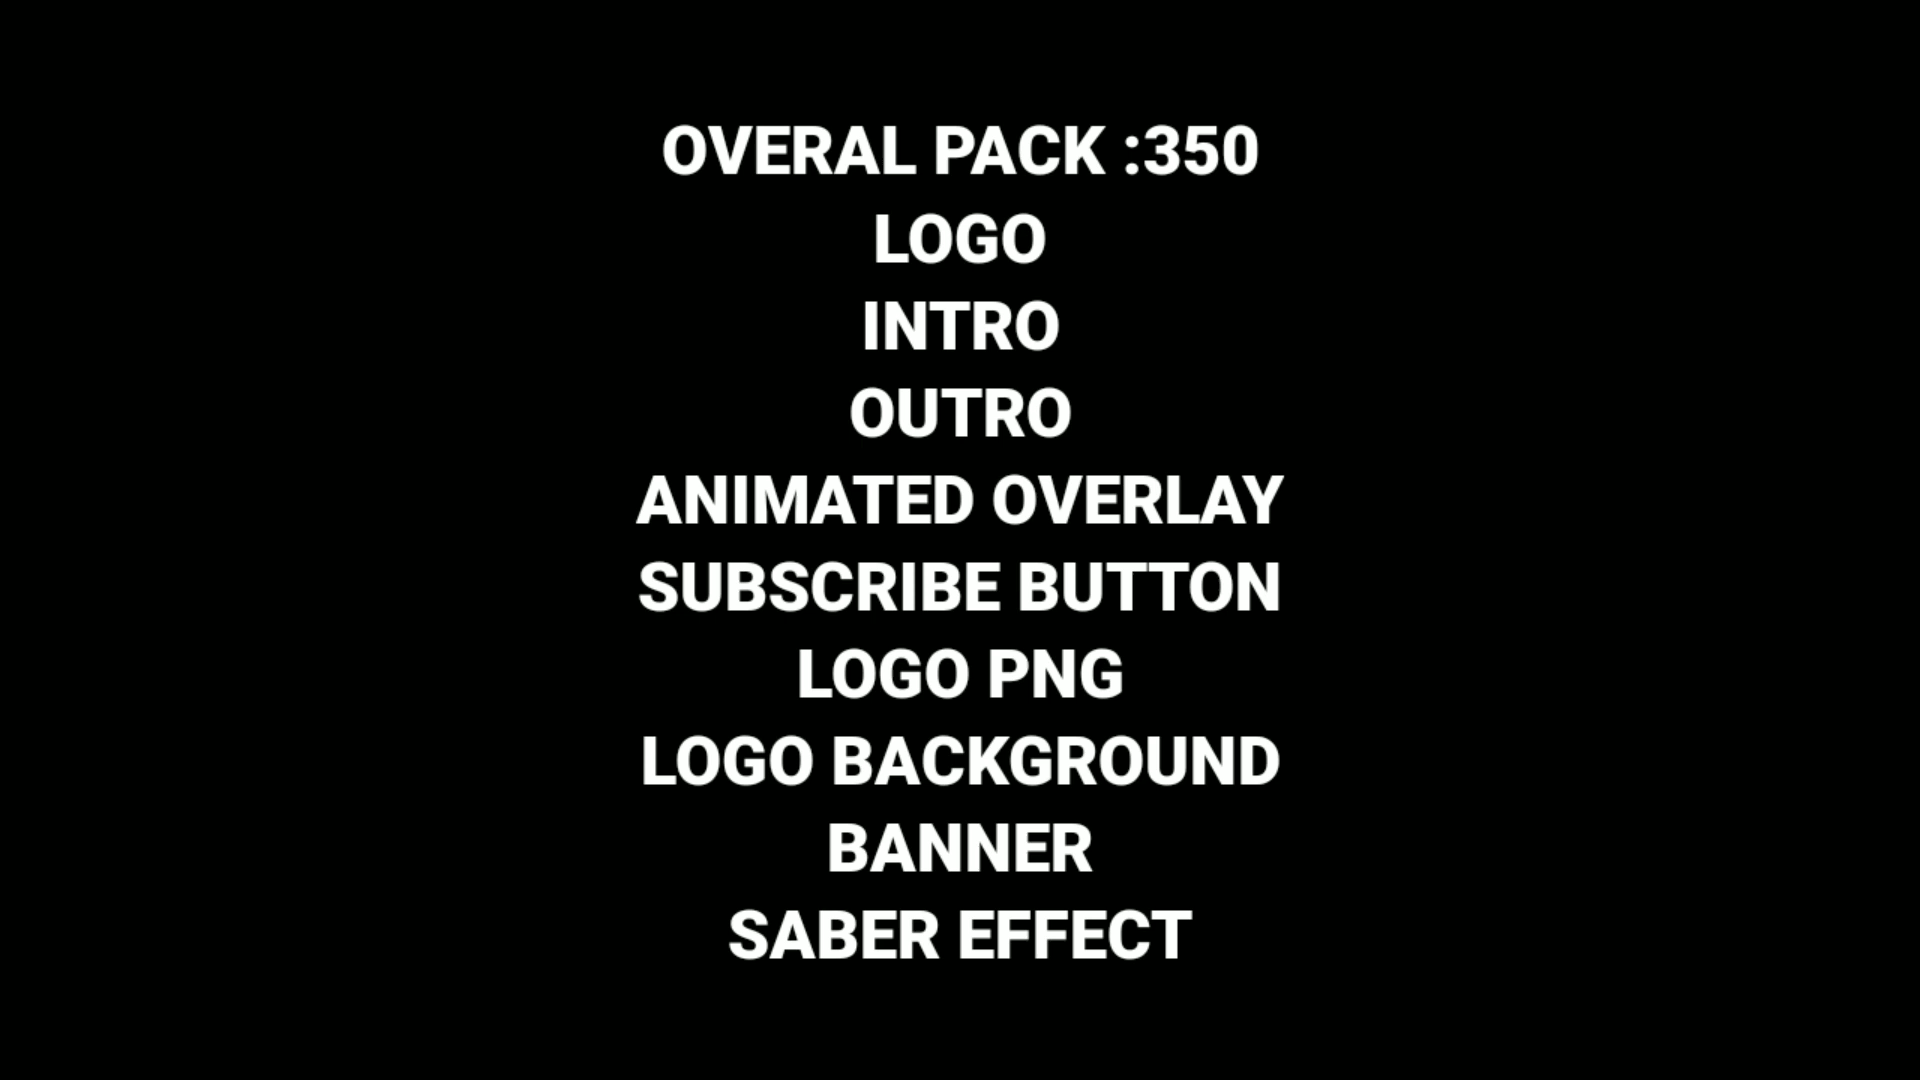 OVERAL PACK :350
LOGO
INTRO
OUTRO
ANIMATED OVERLAY
SUBSCRIBE BUTTON
LOGO PNG
LOGO BACKGROUND
BANNER
SABER EFFECT